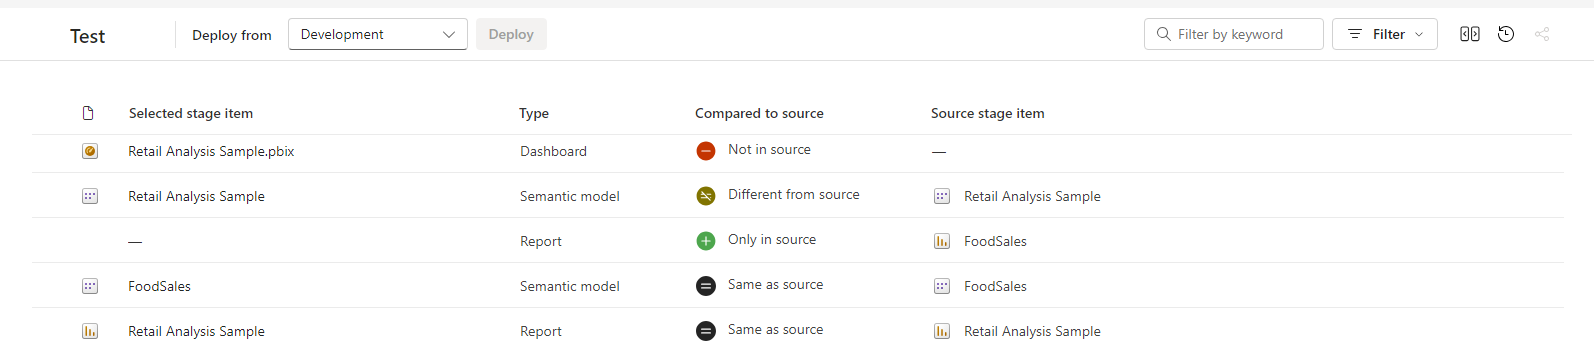 Test Deploy from Development Deploy Filter by keyword Filter
Selected stage item Type Compared to source Source stage item
Retail Analysis Sample.pbix Dashboard Not in source —
Retail Analysis Sample Semantic model Different from source Retail Analysis Sample
— Report Only in source FoodSales
FoodSales Semantic model Same as source FoodSales
Retail Analysis Sample Report Same as source Retail Analysis Sample